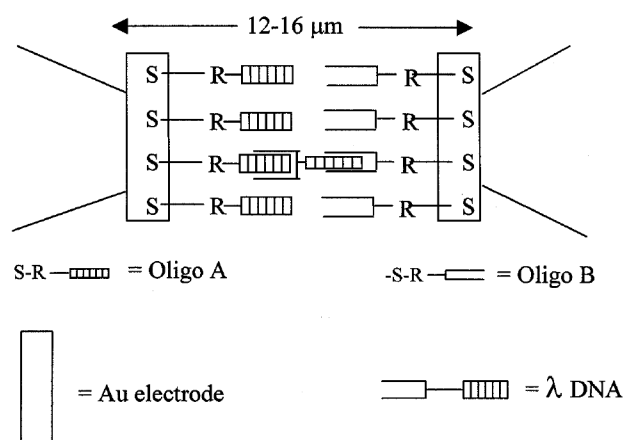 12-16 μm
S R R S
S R R S
S R R S
S R R S
S-R = Oligo A
-S-R = Oligo B
= Au electrode
= λ DNA